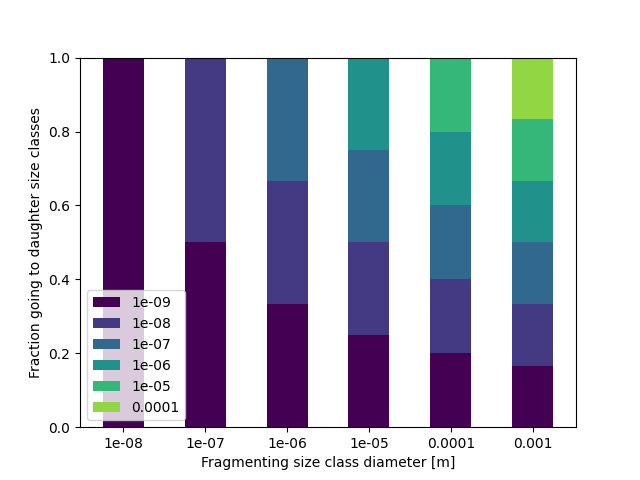 1.0
0.8
0.6
0.4
0.2
0.0
Fraction going to daughter size classes
1e-09
1e-08
1e-07
1e-06
1e-05
0.0001
1e-08 1e-07 1e-06 1e-05 0.0001 0.001
Fragmenting size class diameter [m]